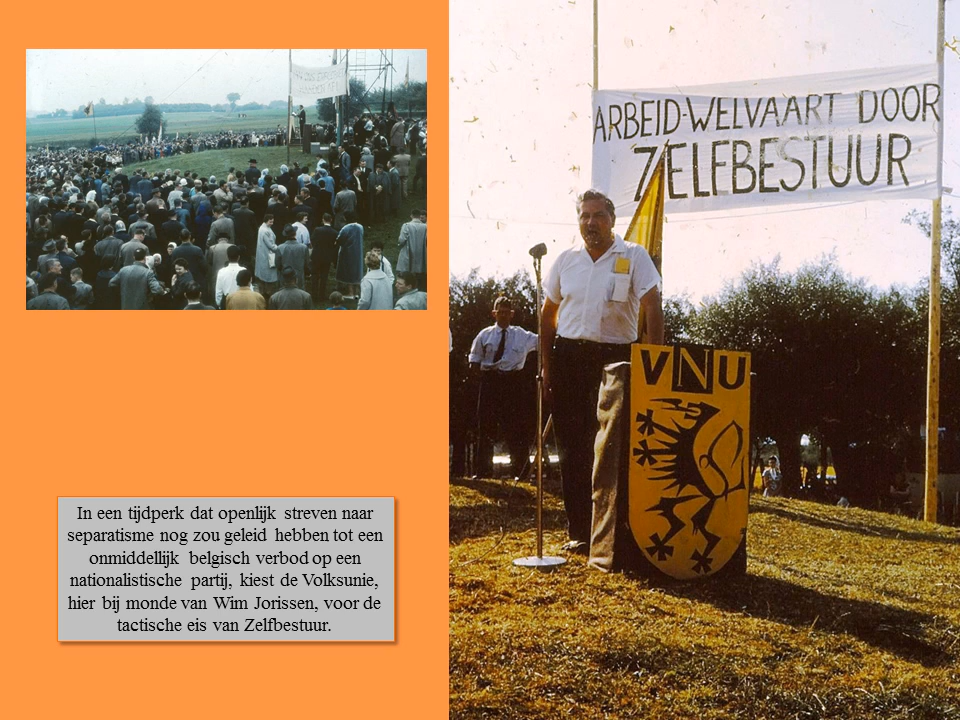 ARBEID-WELVAART DOOR
ZELFBESTUUR
VNU
In een tijdperk dat openlijk streven naar
separatisme nog zou geleid hebben tot een
onmiddellijk belgisch verbod op een
nationalistische partij, kiest de Volksunie,
hier bij monde van Wim Jorissen, voor de
tactische eis van Zelfbestuur.